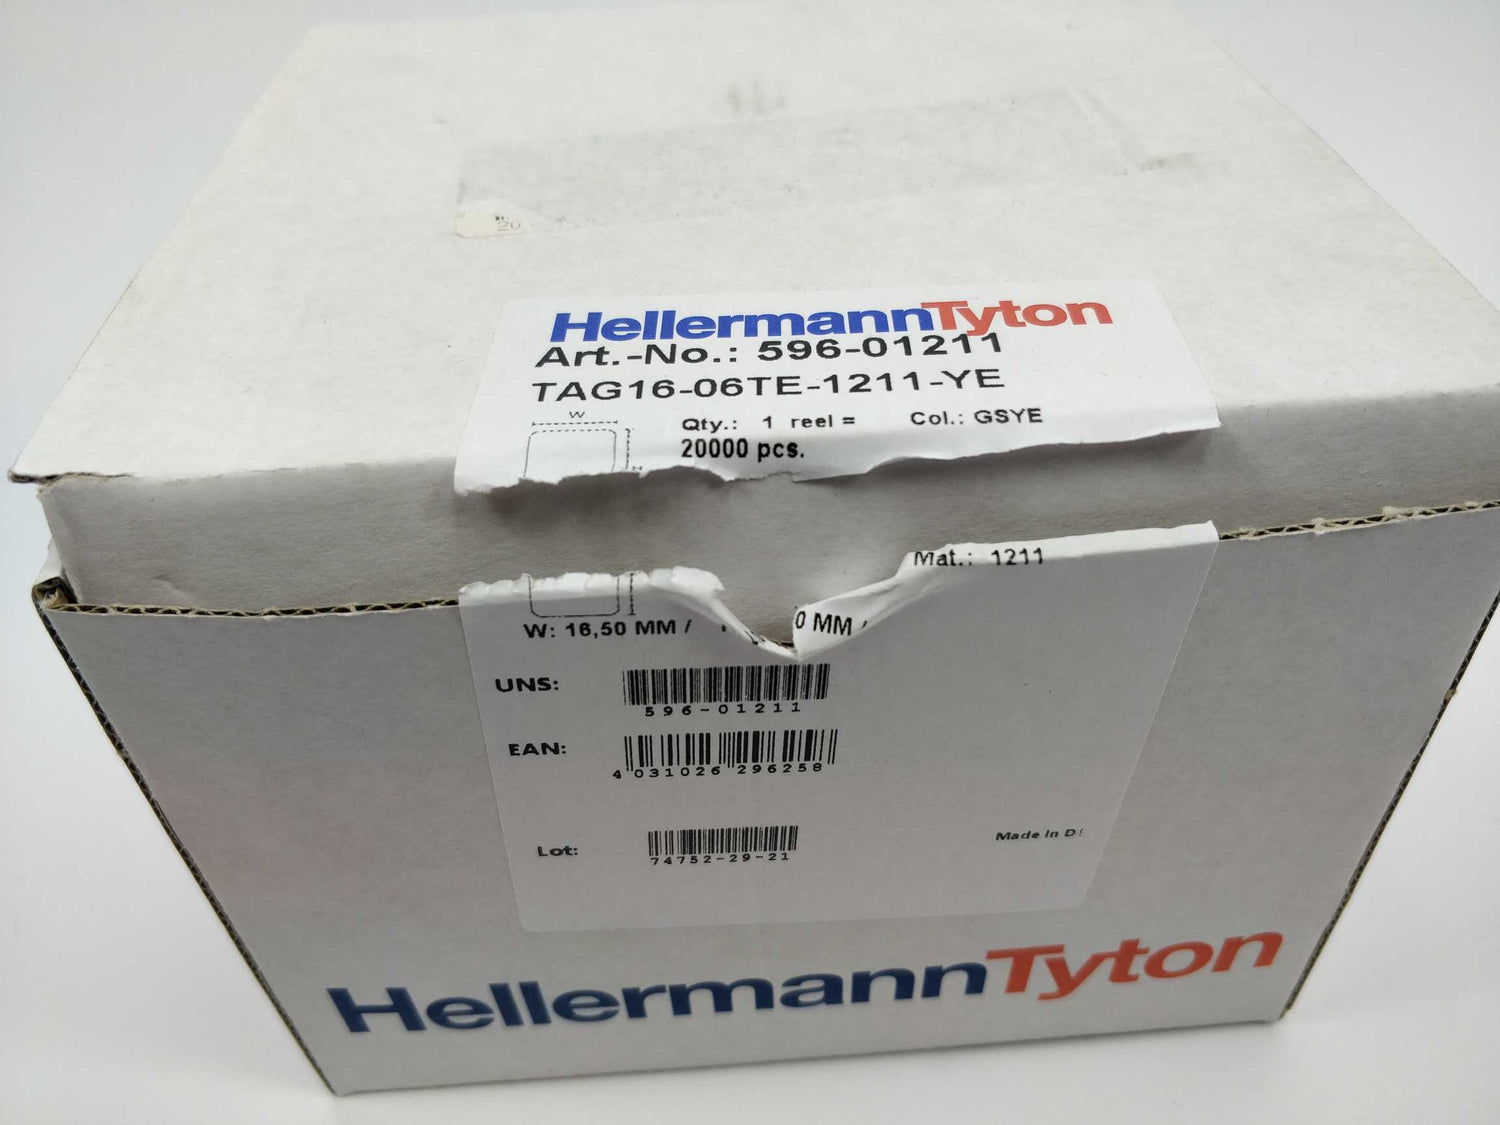 20
HellermannTyton
Art.-No.: 596-01211
TAG16-06TE-1211-YE
W
Qty.: 1 reel = Col.: GSYE
20000 pcs.
H
Mat.: 1211
W: 16,50 MM / 0 MM /
UNS:
596-01211
EAN:
4 031026 296258
Lot:
74752-29-21
Made in
HellermannTyton